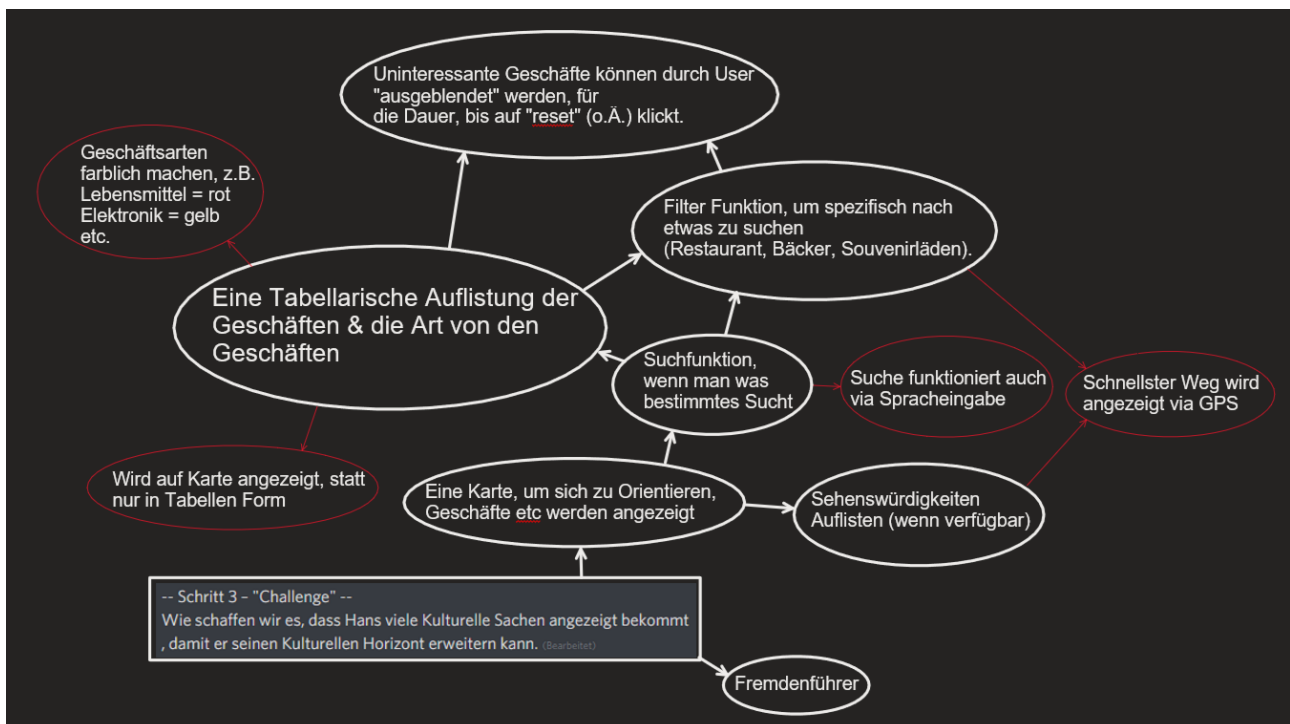 Uninteressante Geschäfte können durch User
"ausgeblendet" werden, für
die Dauer, bis auf "reset" (o.Ä.) klickt.
Geschäftsarten
farblich machen, z.B.
Lebensmittel = rot
Elektronik = gelb
etc.
Filter Funktion, um spezifisch nach
etwas zu suchen
(Restaurant, Bäcker, Souvenirläden).
Eine Tabellarische Auflistung der
Geschäften & die Art von den
Geschäften
Suchfunktion,
wenn man was
bestimmtes Sucht
Suche funktioniert auch
via Spracheingabe
Schnellster Weg wird
angezeigt via GPS
Wird auf Karte angezeigt, statt
nur in Tabellen Form
Eine Karte, um sich zu Orientieren,
Geschäfte etc werden angezeigt
Sehenswürdigkeiten
Auflisten (wenn verfügbar)
-- Schritt 3 – "Challenge" --
Wie schaffen wir es, dass Hans viele Kulturelle Sachen angezeigt bekommt
, damit er seinen Kulturellen Horizont erweitern kann. (Bearbeitet)
Fremdenführer